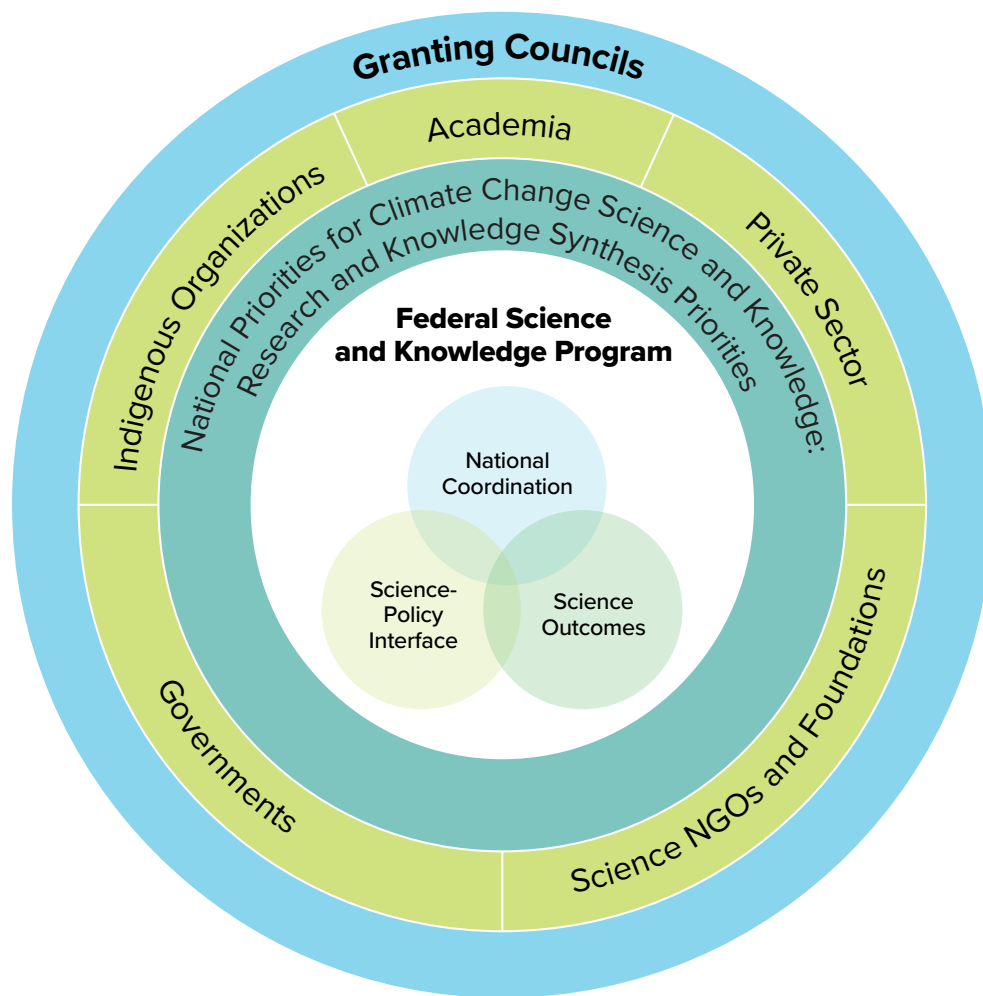 Granting Councils
Academia
Indigenous Organizations
Private Sector
National Priorities for Climate Change Science and Knowledge:
Research and Knowledge Synthesis Priorities
Federal Science
and Knowledge Program
National
Coordination
Science-
Policy
Interface
Science
Outcomes
Governments
Science NGOs and Foundations